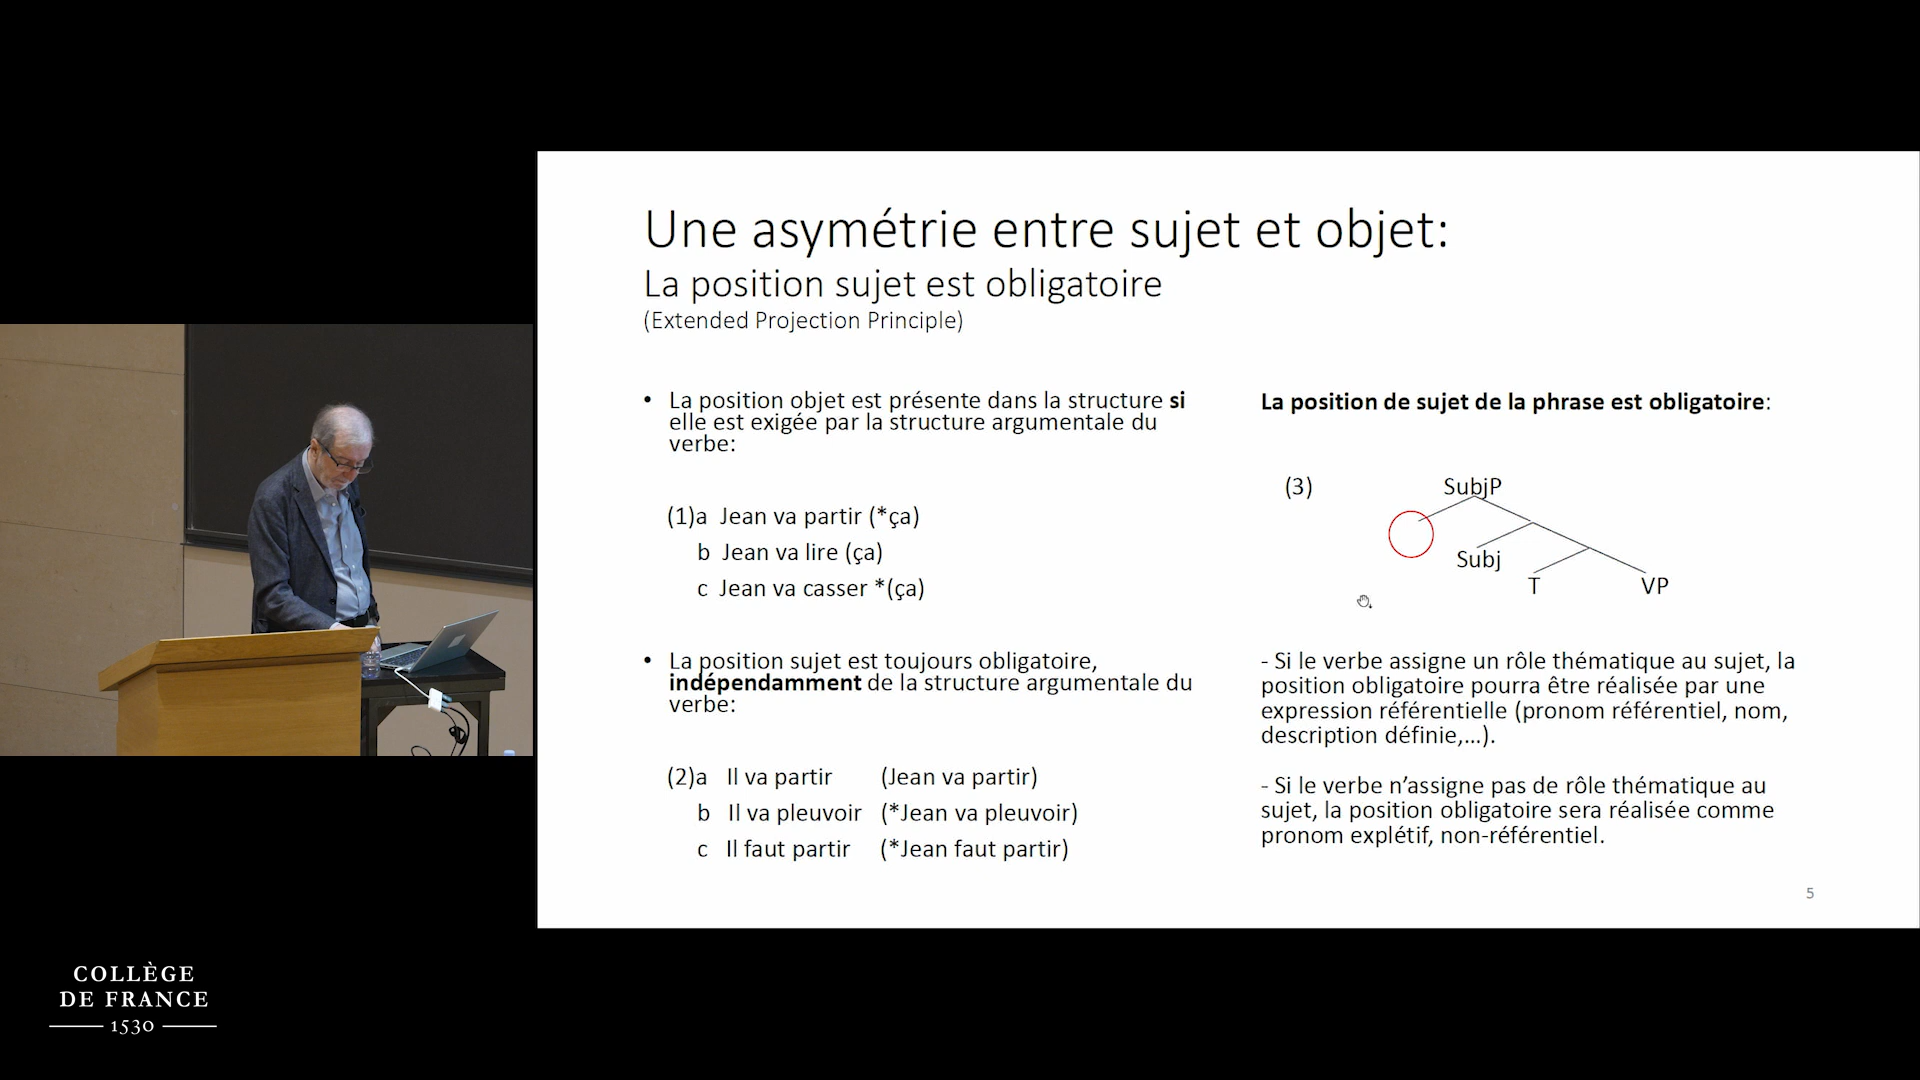 Une asymétrie entre sujet et objet:
La position sujet est obligatoire
(Extended Projection Principle)
• La position objet est présente dans la structure si
elle est exigée par la structure argumentale du
verbe:
(1)a Jean va partir (*ça)
b Jean va lire (ça)
c Jean va casser *(ça)
• La position sujet est toujours obligatoire,
indépendamment de la structure argumentale du
verbe:
(2)a Il va partir (Jean va partir)
b Il va pleuvoir (*Jean va pleuvoir)
c Il faut partir (*Jean faut partir)
La position de sujet de la phrase est obligatoire:
(3) SubjP
Subj
T VP
- Si le verbe assigne un rôle thématique au sujet, la
position obligatoire pourra être réalisée par une
expression référentielle (pronom référentiel, nom,
description définie,…).
- Si le verbe n’assigne pas de rôle thématique au
sujet, la position obligatoire sera réalisée comme
pronom explétif, non-référentiel.
5
COLLÈGE
DE FRANCE
1530